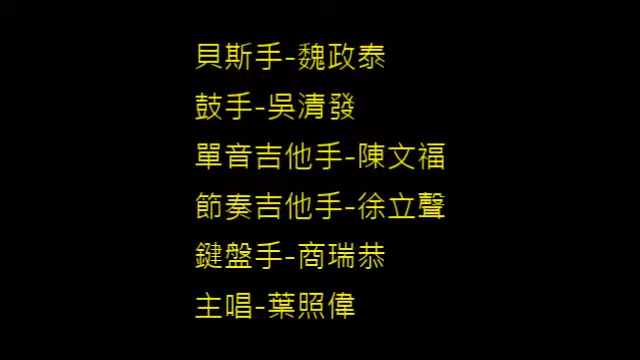 貝斯手-魏政泰
鼓手-吳清發
單音吉他手-陳文福
節奏吉他手-徐立聲
鍵盤手-商瑞恭
主唱-葉照偉